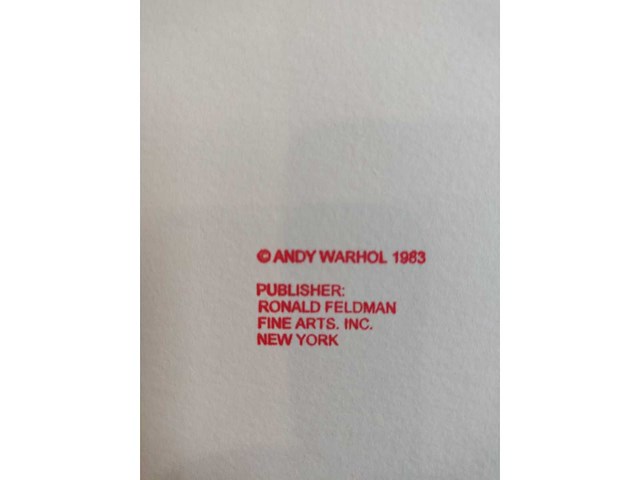 © ANDY WARHOL 1983
PUBLISHER:
RONALD FELDMAN
FINE ARTS. INC.
NEW YORK